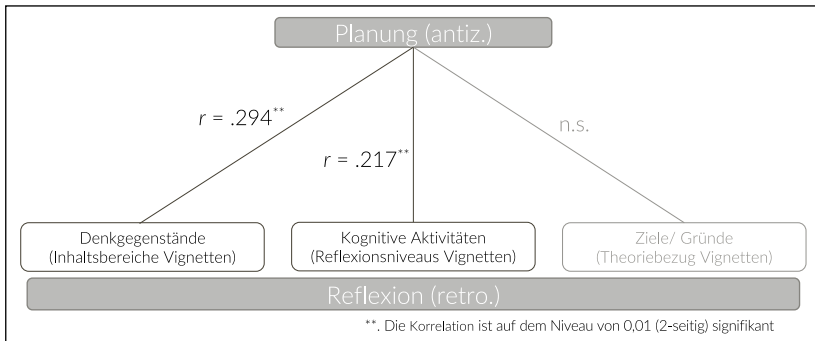 Planung (antiz.)
r = .294**
r = .217**
n.s.
Denkgegenstände
(Inhaltsbereiche Vignetten)
Kognitive Aktivitäten
(Reflexionsniveaus Vignetten)
Ziele/ Gründe
(Theoriebezug Vignetten)
Reflexion (retro.)
**. Die Korrelation ist auf dem Niveau von 0,01 (2-seitig) signifikant